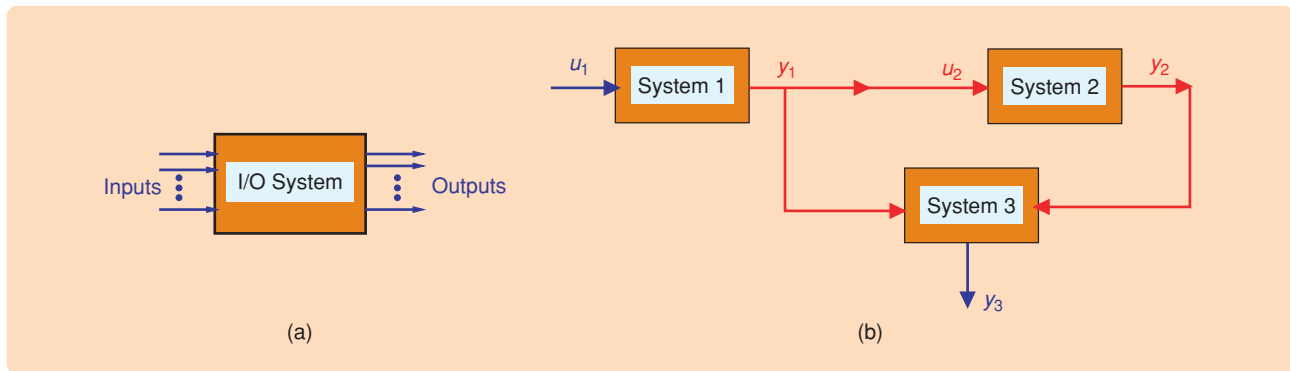 Inputs
I/O System
Outputs
(a)
u1
System 1
y1
u2
System 2
y2
System 3
y3
(b)